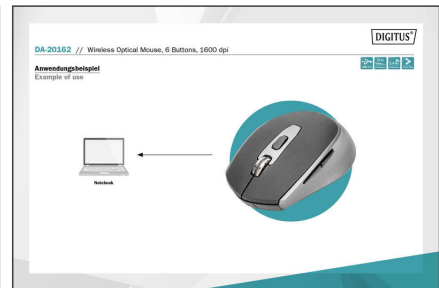 DIGITUS®
DA-20162 // Wireless Optical Mouse, 6 Buttons, 1600 dpi
Anwendungsbeispiel
Example of use
Notebook